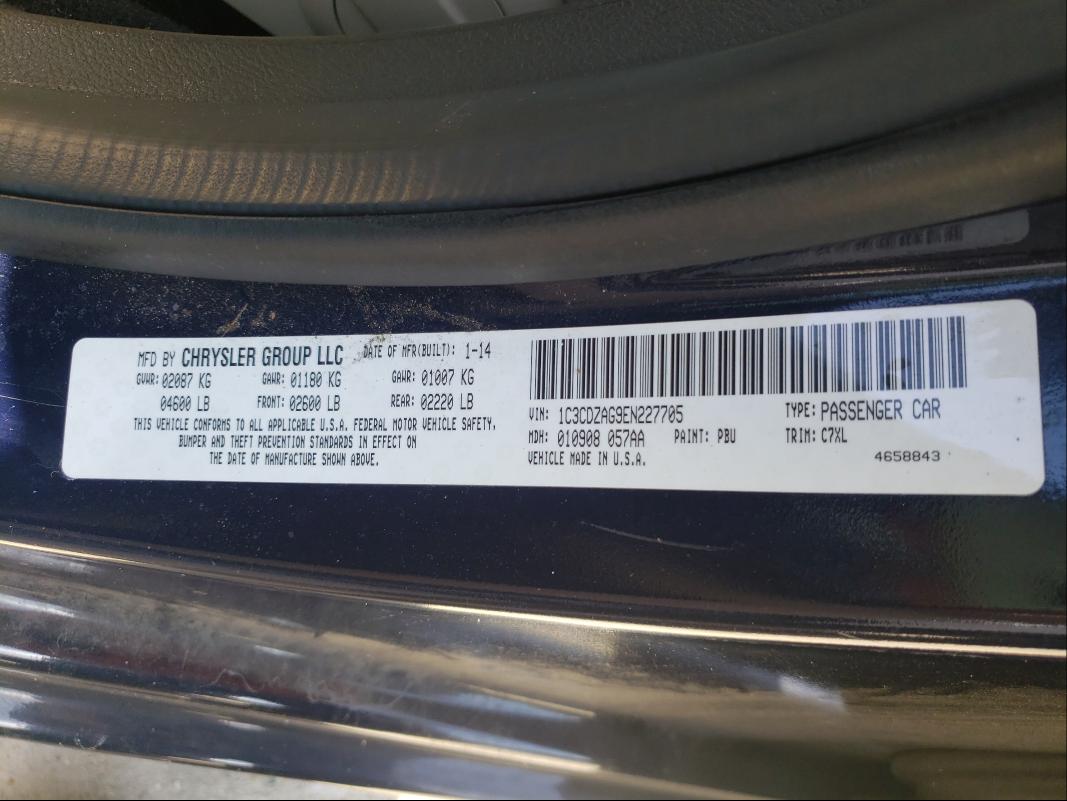 MFD BY CHRYSLER GROUP LLC DATE OF MFR(BUILT): 1-14
GVWR: 02087 KG GAWR: 01180 KG GAWR: 01007 KG
04600 LB FRONT: 02600 LB REAR: 02220 LB
THIS VEHICLE CONFORMS TO ALL APPLICABLE U.S.A. FEDERAL MOTOR VEHICLE SAFETY,
BUMPER AND THEFT PREVENTION STANDARDS IN EFFECT ON
THE DATE OF MANUFACTURE SHOWN ABOVE.
VIN: 1C3CDZAG9EN227705 TYPE: PASSENGER CAR
MDH: 010908 057AA PAINT: PBU TRIM: C7XL
VEHICLE MADE IN U.S.A. 4658843